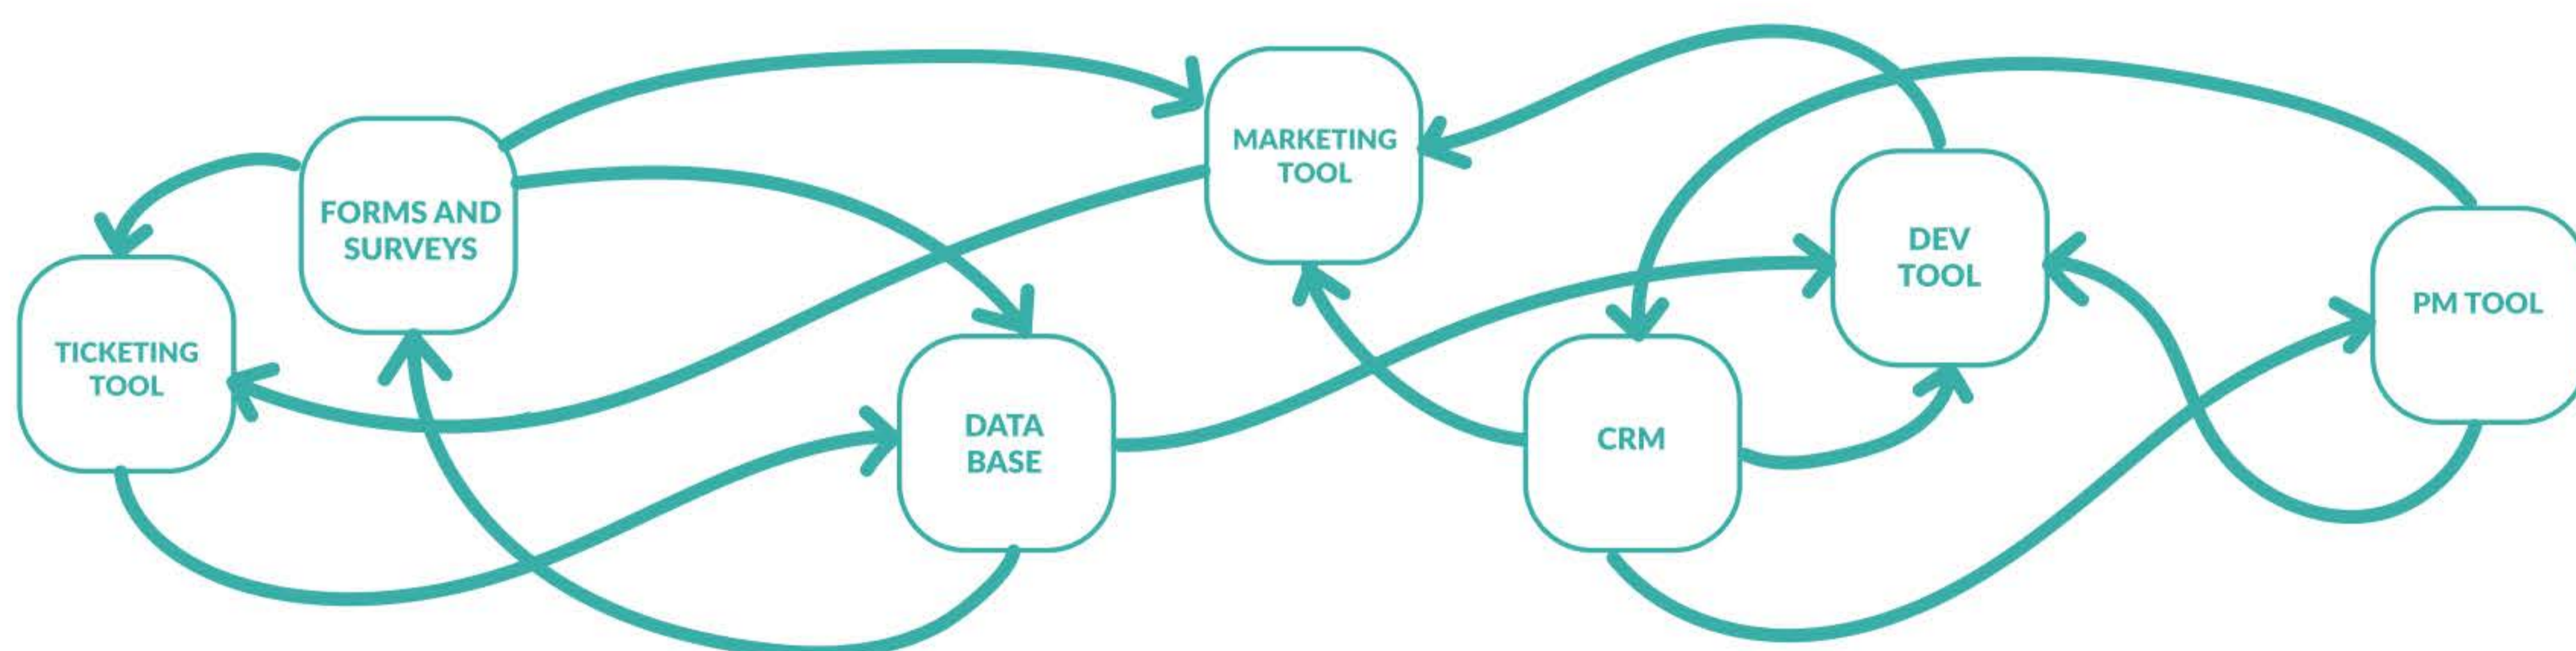 MARKETING
TOOL
FORMS AND
SURVEYS
DEV
TOOL
PM TOOL
TICKETING
TOOL
DATA
BASE
CRM